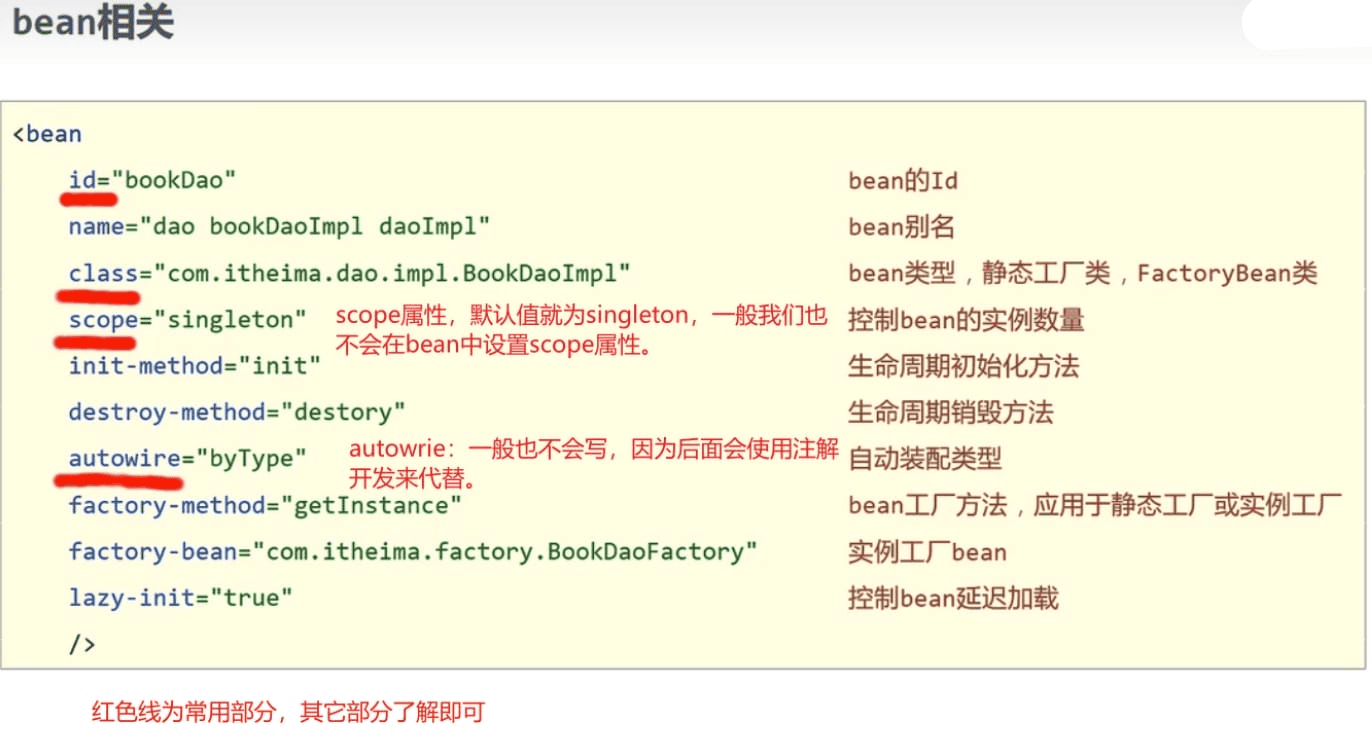 bean相关
<bean
id="bookDao" bean的Id
name="dao bookDaoImpl daoImpl" bean别名
class="com.itheima.dao.impl.BookDaoImpl" bean类型，静态工厂类，FactoryBean类
scope="singleton" 控制bean的实例数量
scope属性，默认值就为singleton，一般我们也
不会在bean中设置scope属性。
init-method="init" 生命周期初始化方法
destroy-method="destory" 生命周期销毁方法
autowire="byType" 自动装配类型
autowrie：一般也不会写，因为后面会使用注解
开发来代替。
factory-method="getInstance" bean工厂方法，应用于静态工厂或实例工厂
factory-bean="com.itheima.factory.BookDaoFactory" 实例工厂bean
lazy-init="true" 控制bean延迟加载
/>
红色线为常用部分，其它部分了解即可